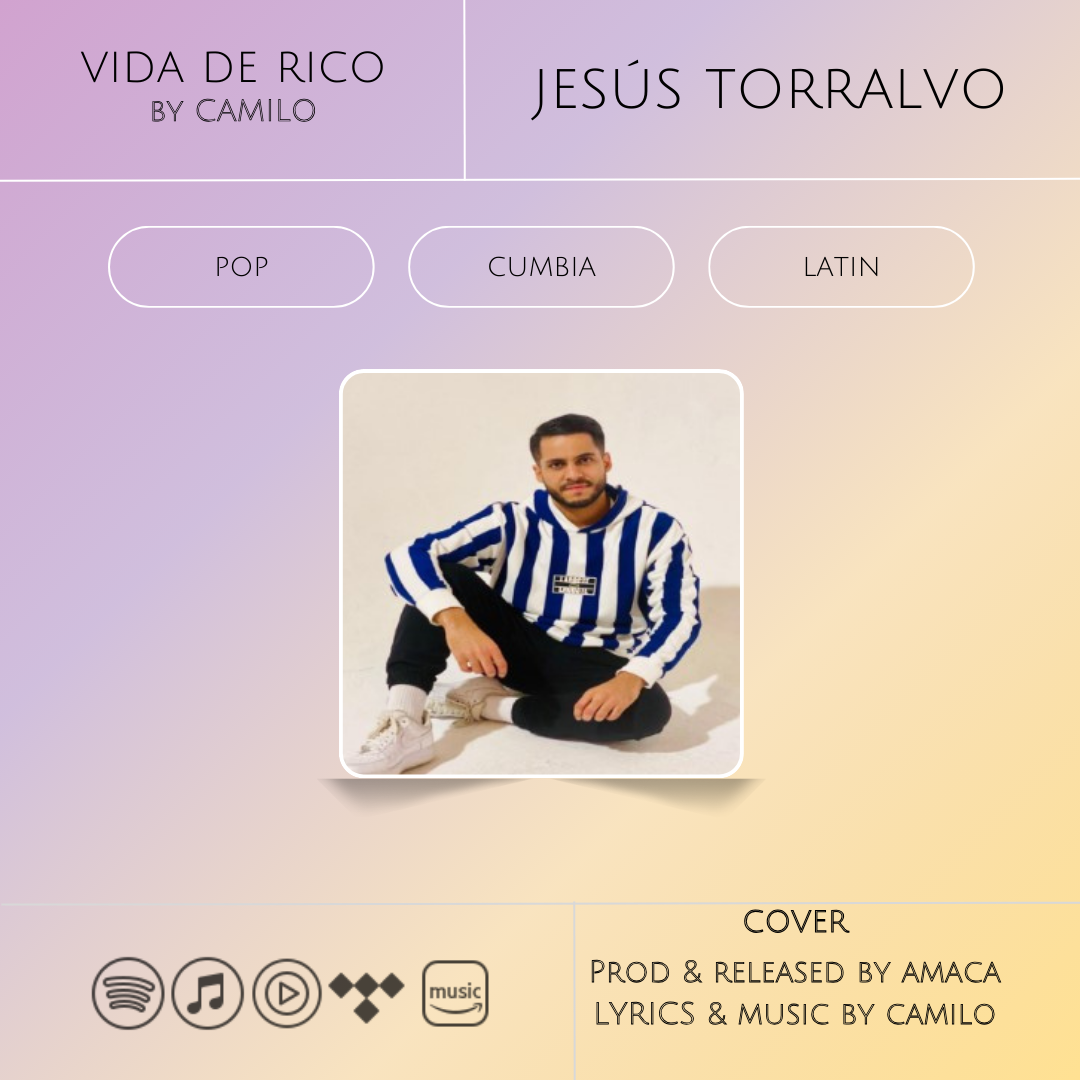 VIDA DE RICO
BY CAMILO
JESÚS TORRALVO
POP
CUMBIA
LATIN
music
COVER
PROD & RELEASED BY AMACA
LYRICS & MUSIC BY CAMILO